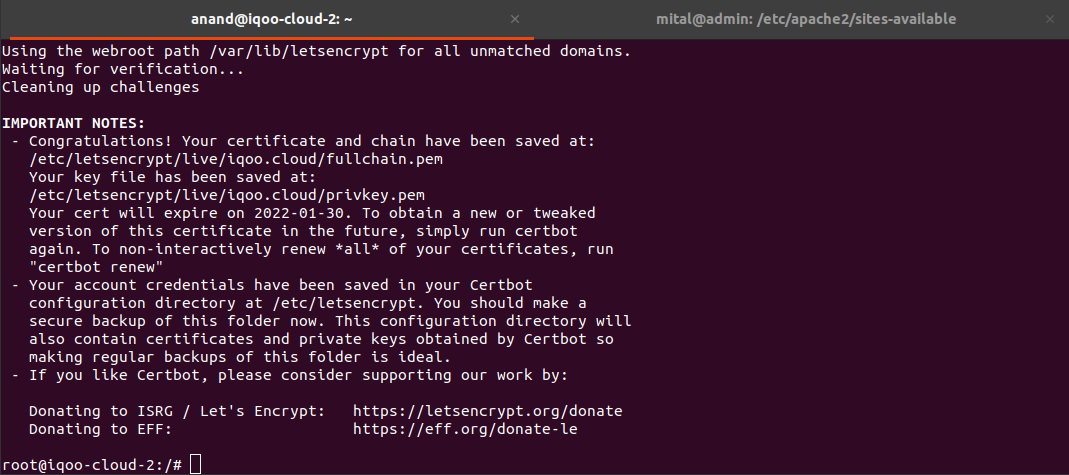 anand@iqoo-cloud-2: ~ × mital@admin: /etc/apache2/sites-available ×
Using the webroot path /var/lib/letsencrypt for all unmatched domains.
Waiting for verification...
Cleaning up challenges
IMPORTANT NOTES:
- Congratulations! Your certificate and chain have been saved at:
/etc/letsencrypt/live/iqoo.cloud/fullchain.pem
Your key file has been saved at:
/etc/letsencrypt/live/iqoo.cloud/privkey.pem
Your cert will expire on 2022-01-30. To obtain a new or tweaked
version of this certificate in the future, simply run certbot
again. To non-interactively renew *all* of your certificates, run
"certbot renew"
- Your account credentials have been saved in your Certbot
configuration directory at /etc/letsencrypt. You should make a
secure backup of this folder now. This configuration directory will
also contain certificates and private keys obtained by Certbot so
making regular backups of this folder is ideal.
- If you like Certbot, please consider supporting our work by:
Donating to ISRG / Let's Encrypt: https://letsencrypt.org/donate
Donating to EFF: https://eff.org/donate-le
root@iqoo-cloud-2:/#